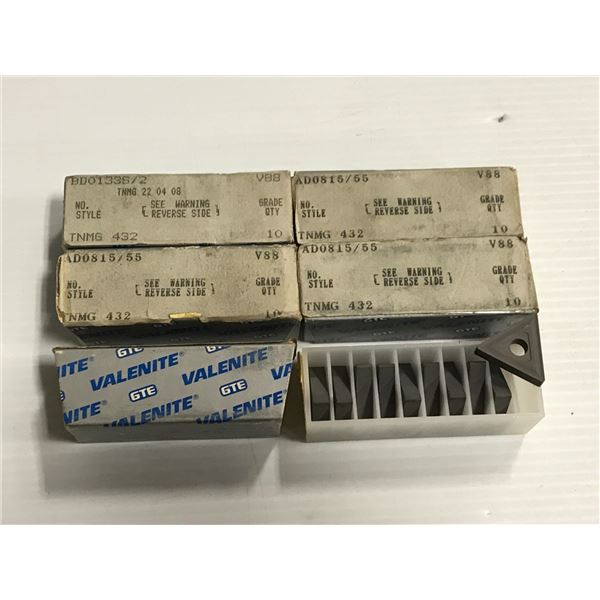 BD0133S/2 V88
TNMG 22 04 08
NO. SEE WARNING GRADE
STYLE REVERSE SIDE QTY
TNMG 432 10
AD0815/55 V88
NO. SEE WARNING GRADE
STYLE REVERSE SIDE QTY
TNMG 432 10
AD0815/55 V88
NO. SEE WARNING GRADE
STYLE REVERSE SIDE QTY
TNMG 432 10
AD0815/55 V88
NO. SEE WARNING GRADE
STYLE REVERSE SIDE QTY
TNMG 432 10
GTE VALENITE
VALENITE GTE
GTE VALENITE